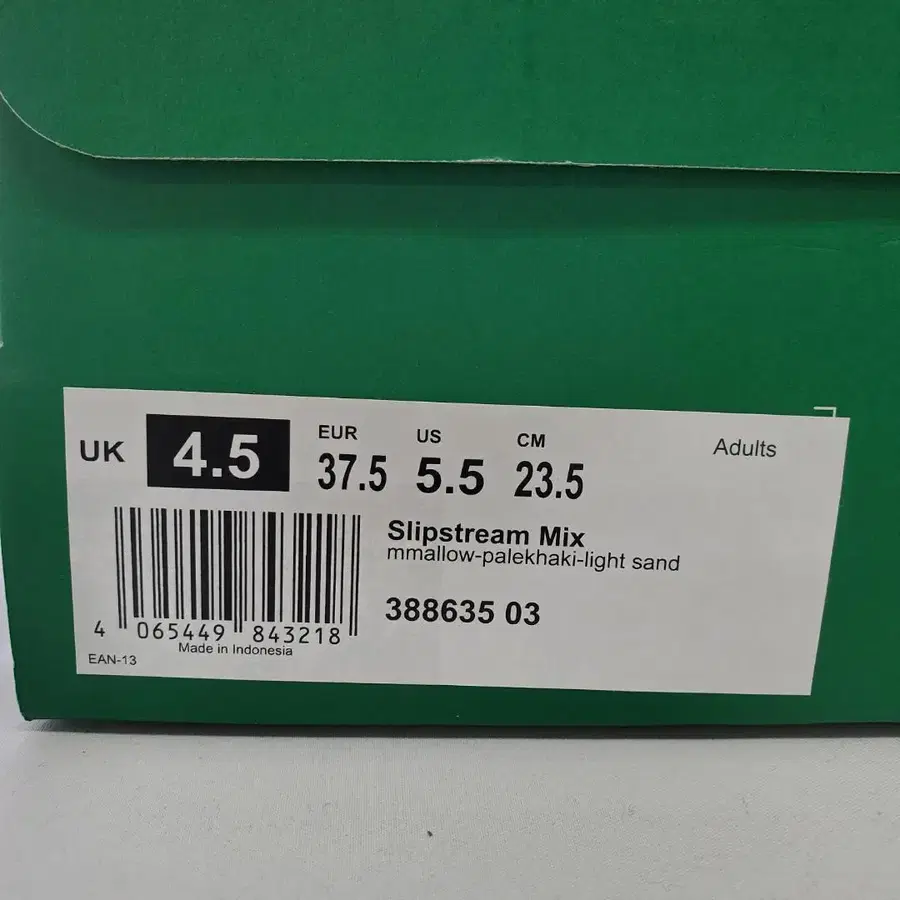 UK 4.5 EUR 37.5 US 5.5 CM 23.5 Adults
Slipstream Mix
mmallow-palekhaki-light sand
388635 03
4 065449 843218
Made in Indonesia
EAN-13